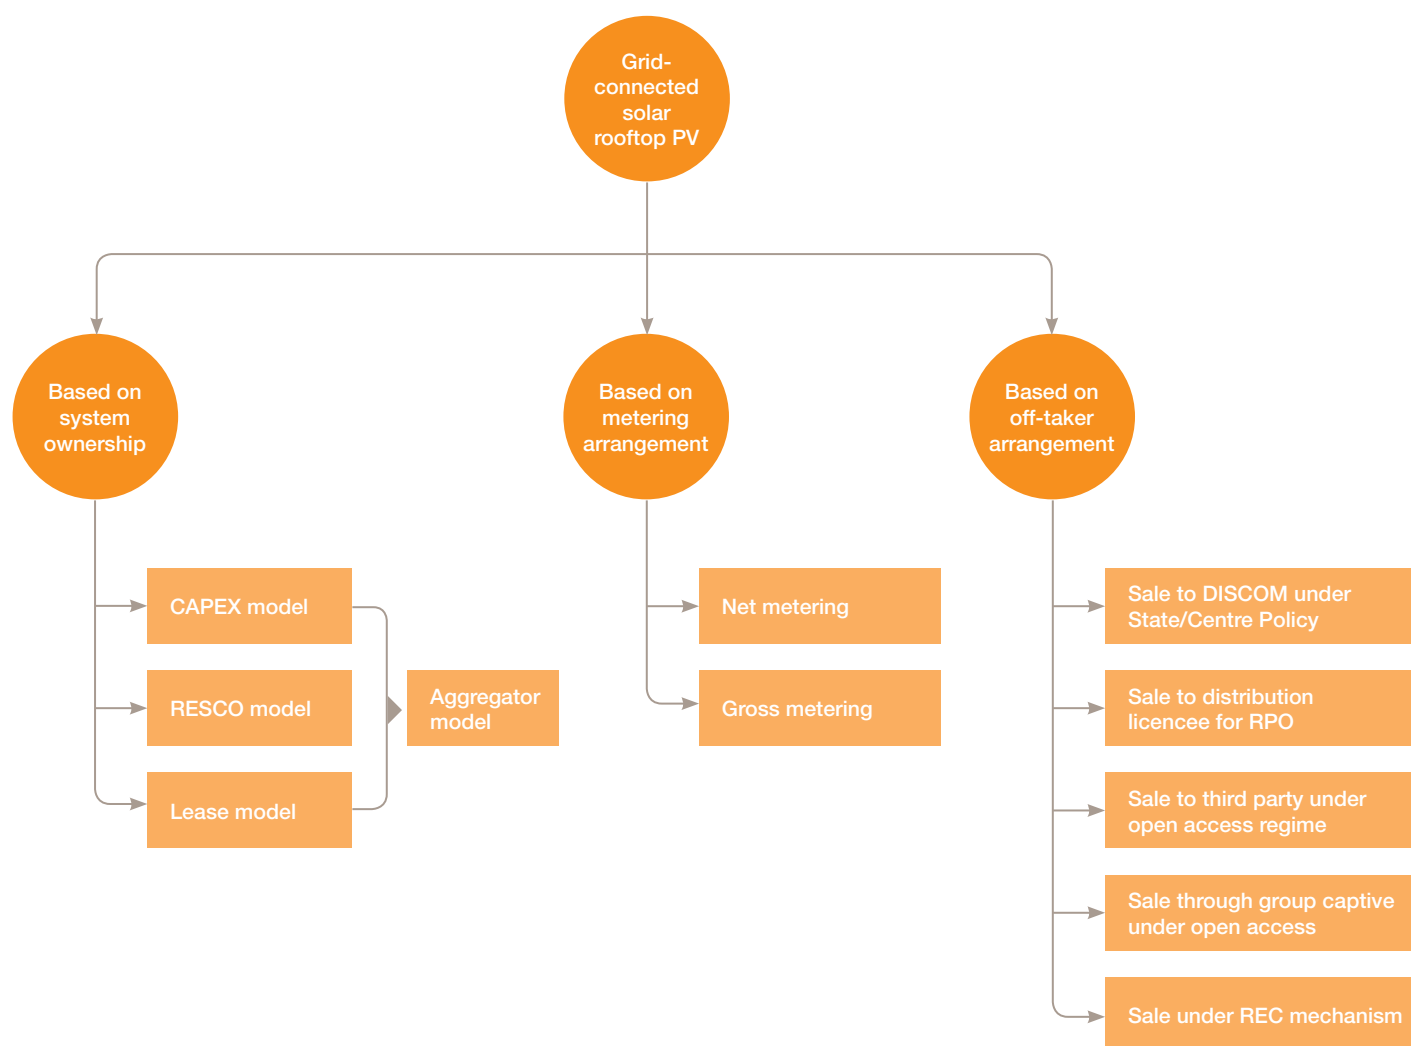 Grid-
connected
solar
rooftop PV
Based on
system
ownership
Based on
metering
arrangement
Based on
off-taker
arrangement
CAPEX model
RESCO model
Lease model
Aggregator
model
Net metering
Gross metering
Sale to DISCOM under
State/Centre Policy
Sale to distribution
licencee for RPO
Sale to third party under
open access regime
Sale through group captive
under open access
Sale under REC mechanism